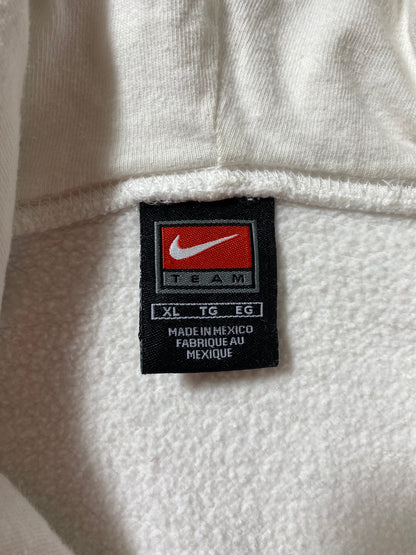 TEAM
XL TG EG
MADE IN MEXICO
FABRIQUE AU
MEXIQUE